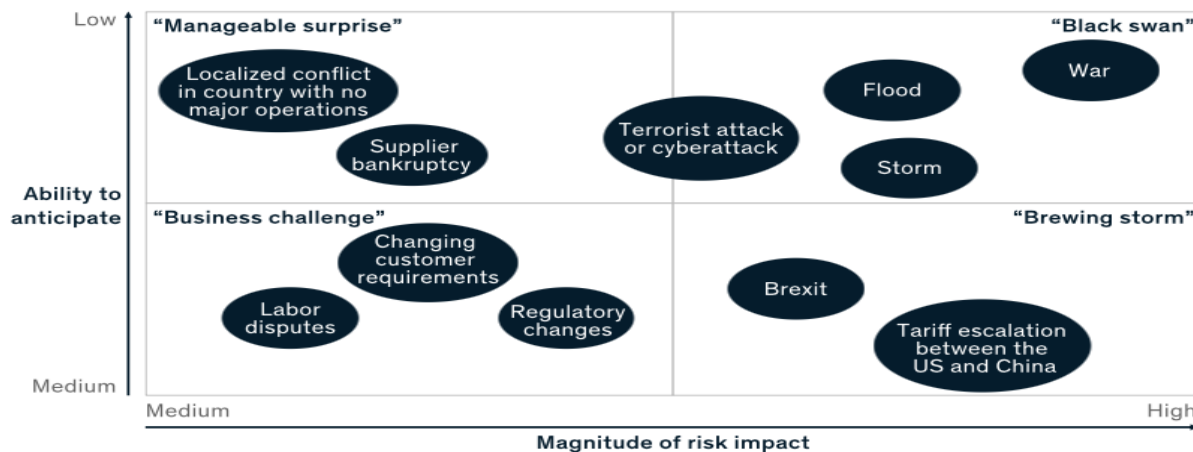 Low
“Manageable surprise”
“Black swan”
Localized conflict
in country with no
major operations
Supplier
bankruptcy
Terrorist attack
or cyberattack
Flood
War
Storm
Ability to
anticipate
“Business challenge”
“Brewing storm”
Changing
customer
requirements
Labor
disputes
Regulatory
changes
Brexit
Tariff escalation
between the
US and China
Medium
Medium
High
Magnitude of risk impact